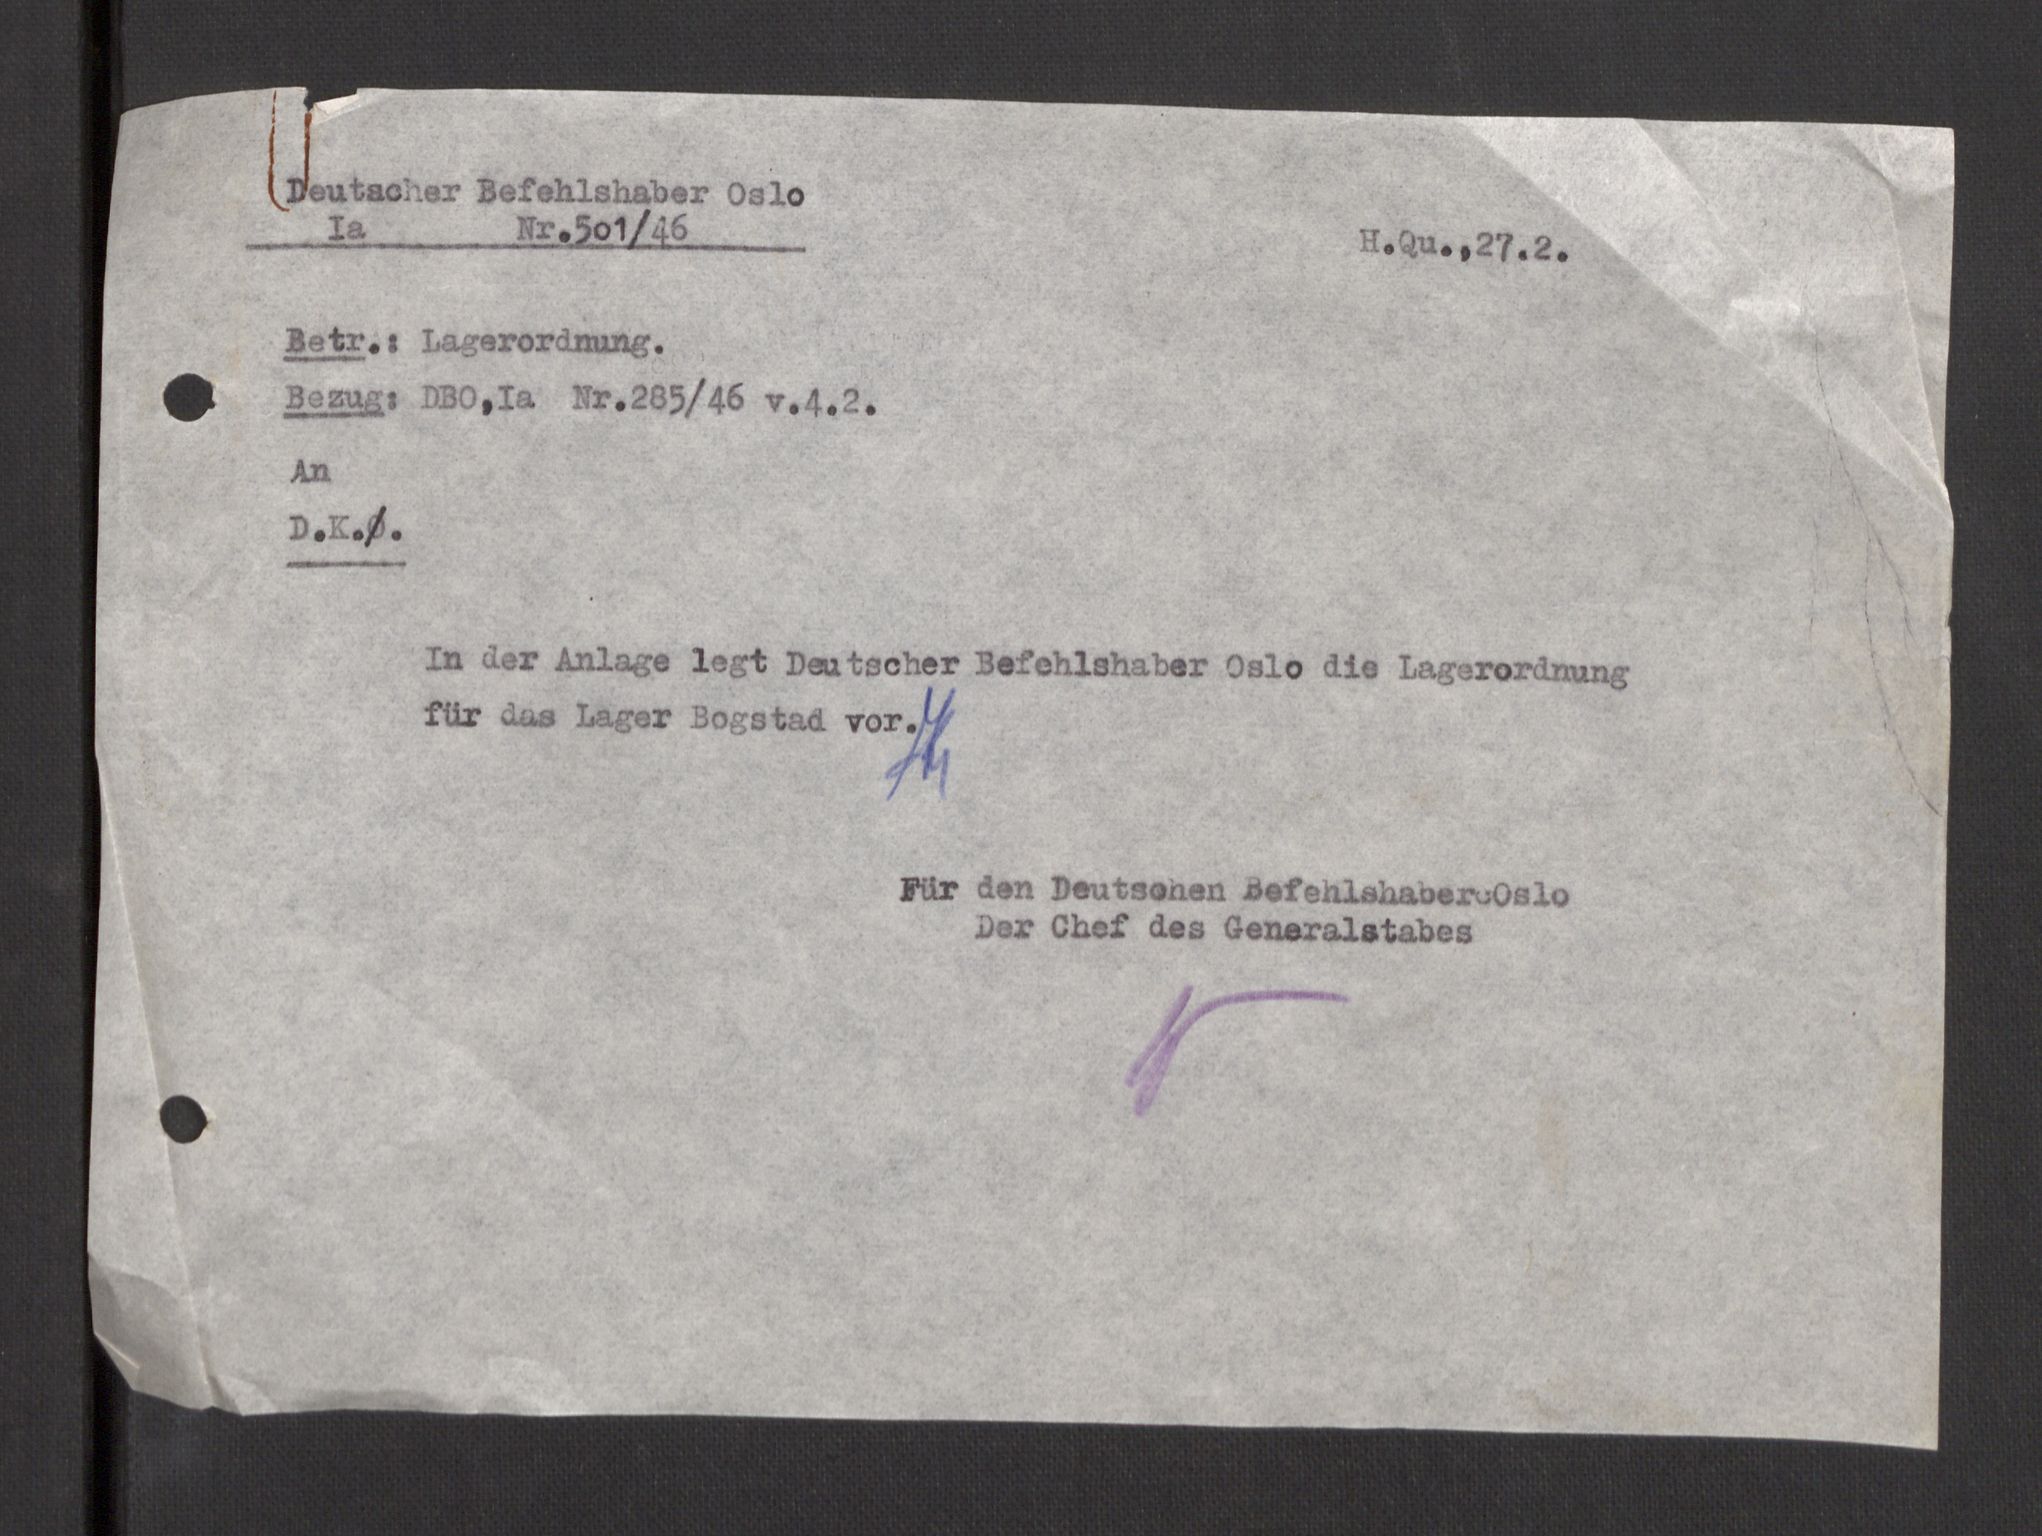 Deutscher Befehlshaber Oslo
Ia Nr.501/46
H.Qu.,27.2.
Betr.: Lagerordnung.
Bezug: DBO,Ia Nr.285/46 v.4.2.
An
D.K.Ø.
In der Anlage legt Deutscher Befehlshaber Oslo die Lagerordnung
für das Lager Bogstad vor.
Für den Deutschen Befehlshaber Oslo
Der Chef des Generalstabes